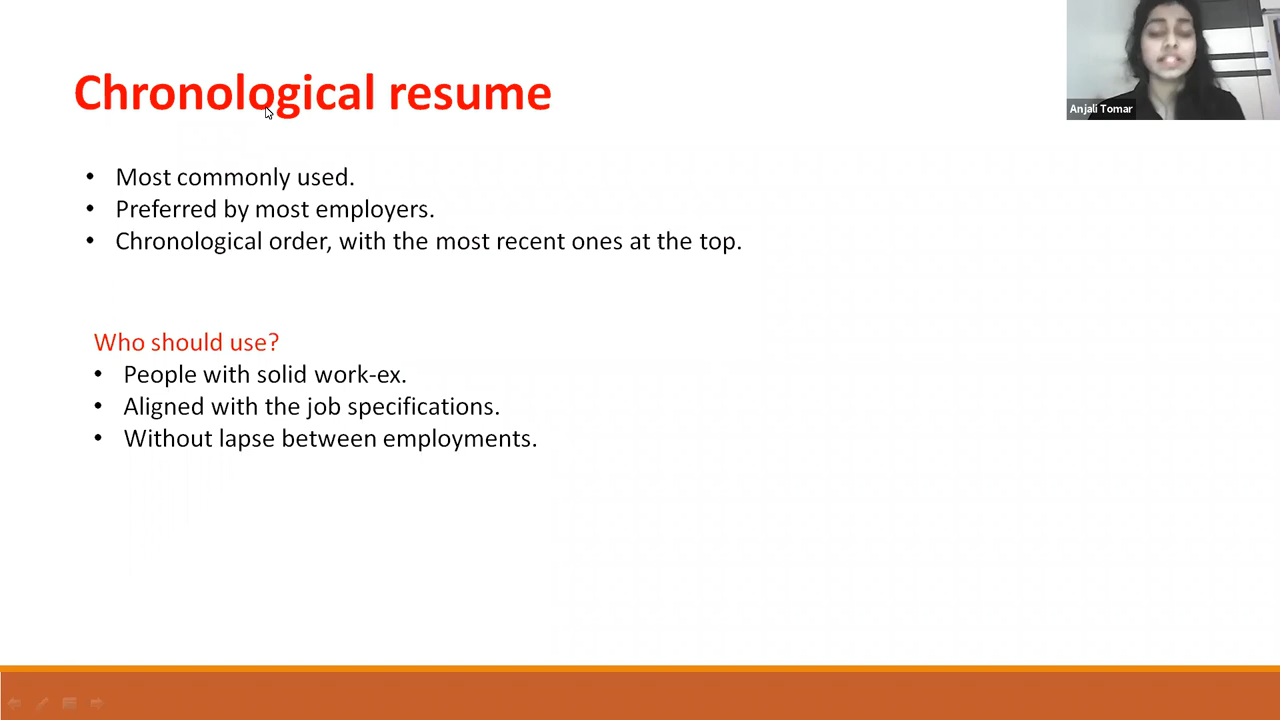 Chronological resume
Anjali Tomar
• Most commonly used.
• Preferred by most employers.
• Chronological order, with the most recent ones at the top.
Who should use?
• People with solid work-ex.
• Aligned with the job specifications.
• Without lapse between employments.